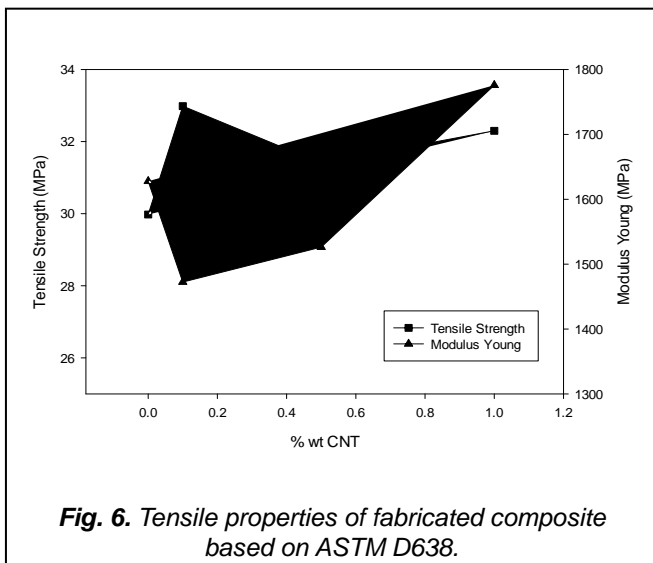 34
32
30
28
26
Tensile Strength (MPa)
1800
1700
1600
1500
1400
1300
Modulus Young (MPa)
Tensile Strength
Modulus Young
0.0 0.2 0.4 0.6 0.8 1.0 1.2
% wt CNT
Fig. 6. Tensile properties of fabricated composite
based on ASTM D638.